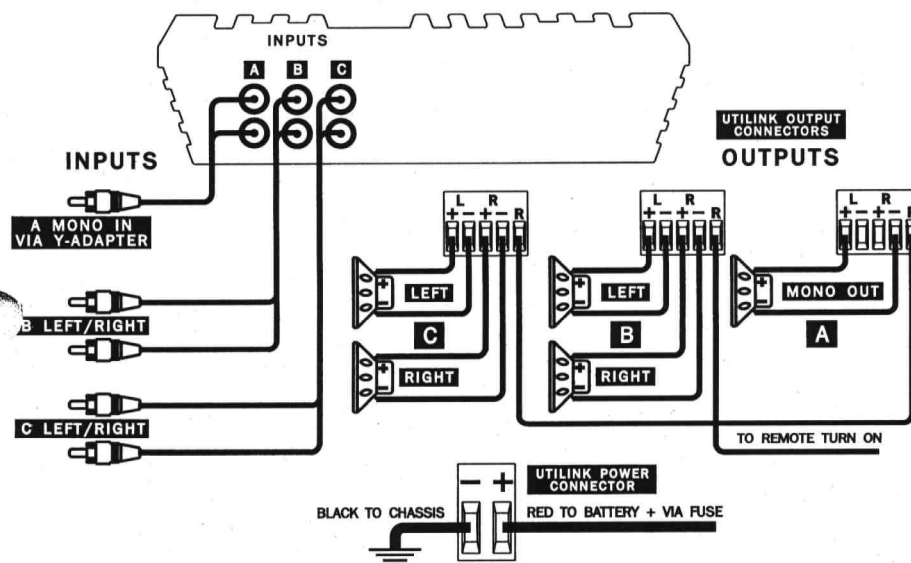 INPUTS
A B C
UTILINK OUTPUT
CONNECTORS
INPUTS
OUTPUTS
L R
+ − + − R
L R
+ − + − R
L R
+ − + − R
A MONO IN
VIA Y-ADAPTER
LEFT
LEFT
MONO OUT
B LEFT/RIGHT
C
B
A
RIGHT
RIGHT
C LEFT/RIGHT
TO REMOTE TURN ON
− +
UTILINK POWER
CONNECTOR
BLACK TO CHASSIS
RED TO BATTERY + VIA FUSE